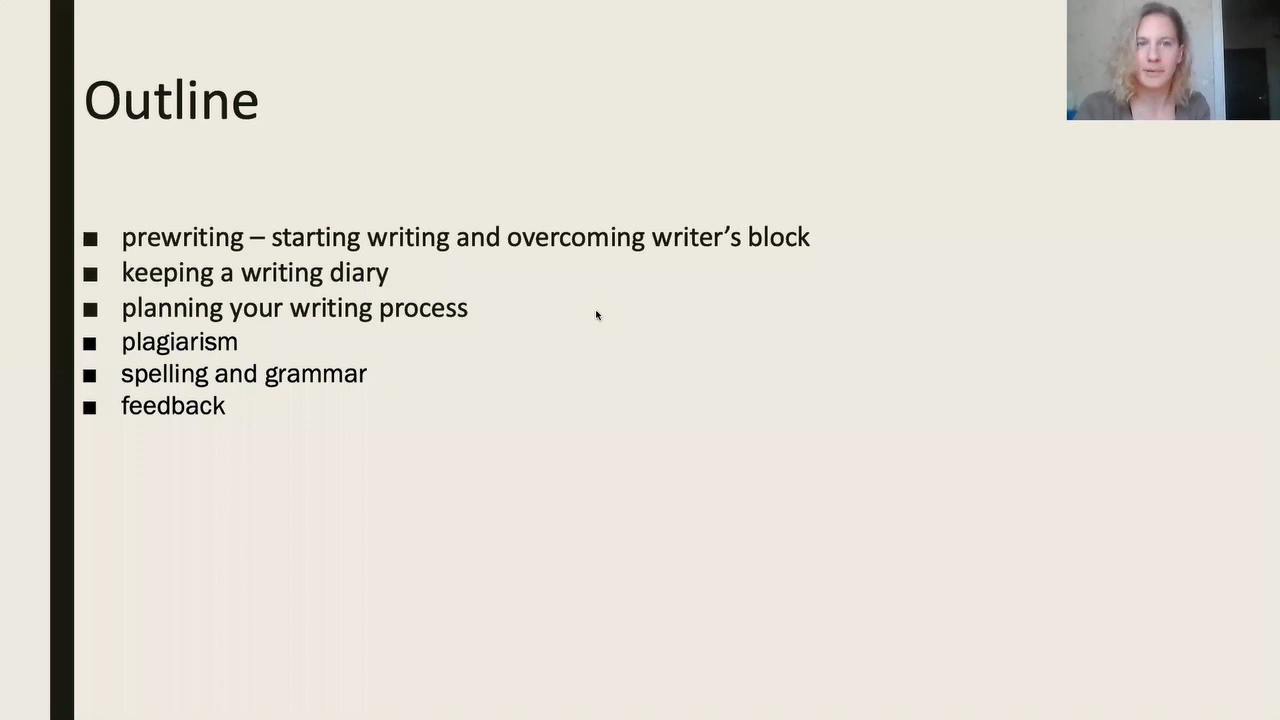 Outline
■ prewriting – starting writing and overcoming writer’s block
■ keeping a writing diary
■ planning your writing process
■ plagiarism
■ spelling and grammar
■ feedback